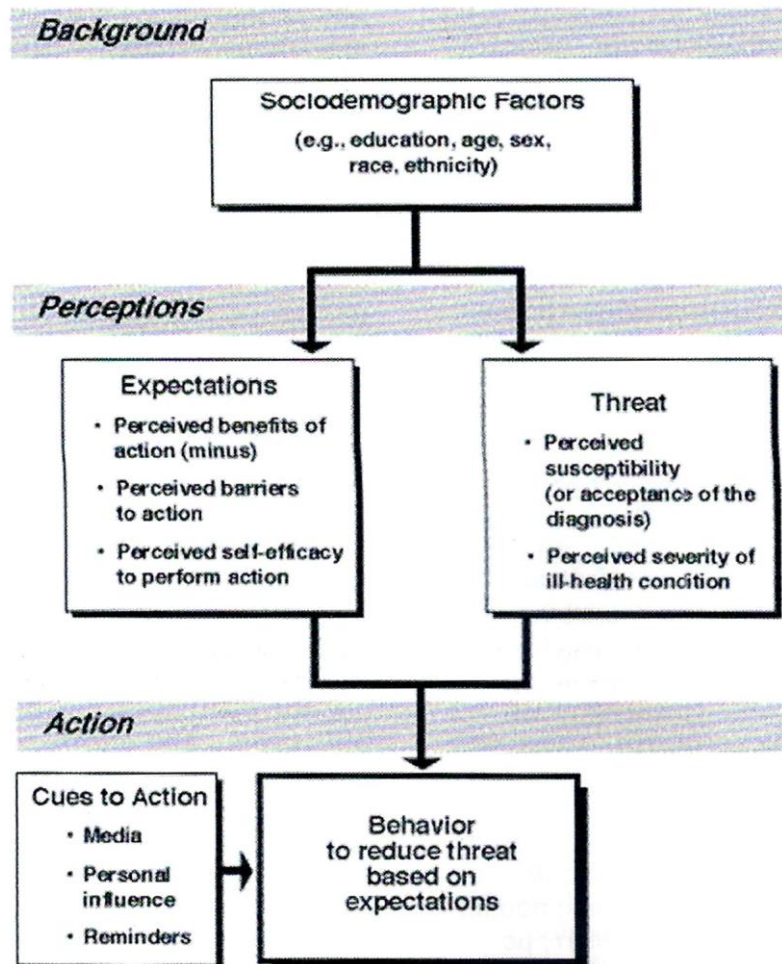 Background
Sociodemographic Factors
(e.g., education, age, sex,
race, ethnicity)
Perceptions
Expectations
• Perceived benefits of
action (minus)
• Perceived barriers
to action
• Perceived self-efficacy
to perform action
Threat
• Perceived
susceptibility
(or acceptance of the
diagnosis)
• Perceived severity of
ill-health condition
Action
Cues to Action
• Media
• Personal
influence
• Reminders
Behavior
to reduce threat
based on
expectations